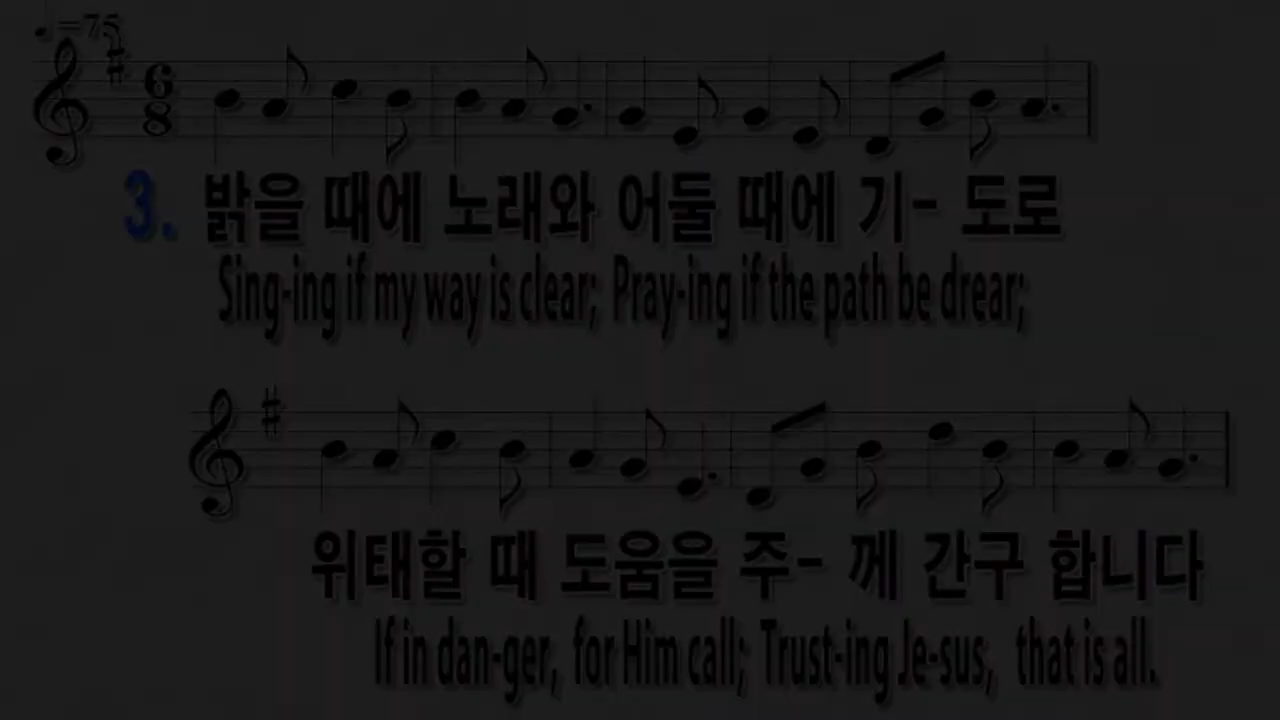 ♩=75
3. 밝을 때에 노래와 어둘 때에 기- 도로
Sing-ing if my way is clear; Pray-ing if the path be drear;
위태할 때 도움을 주- 께 간구 합니다
If in dan-ger, for Him call; Trust-ing Je-sus, that is all.